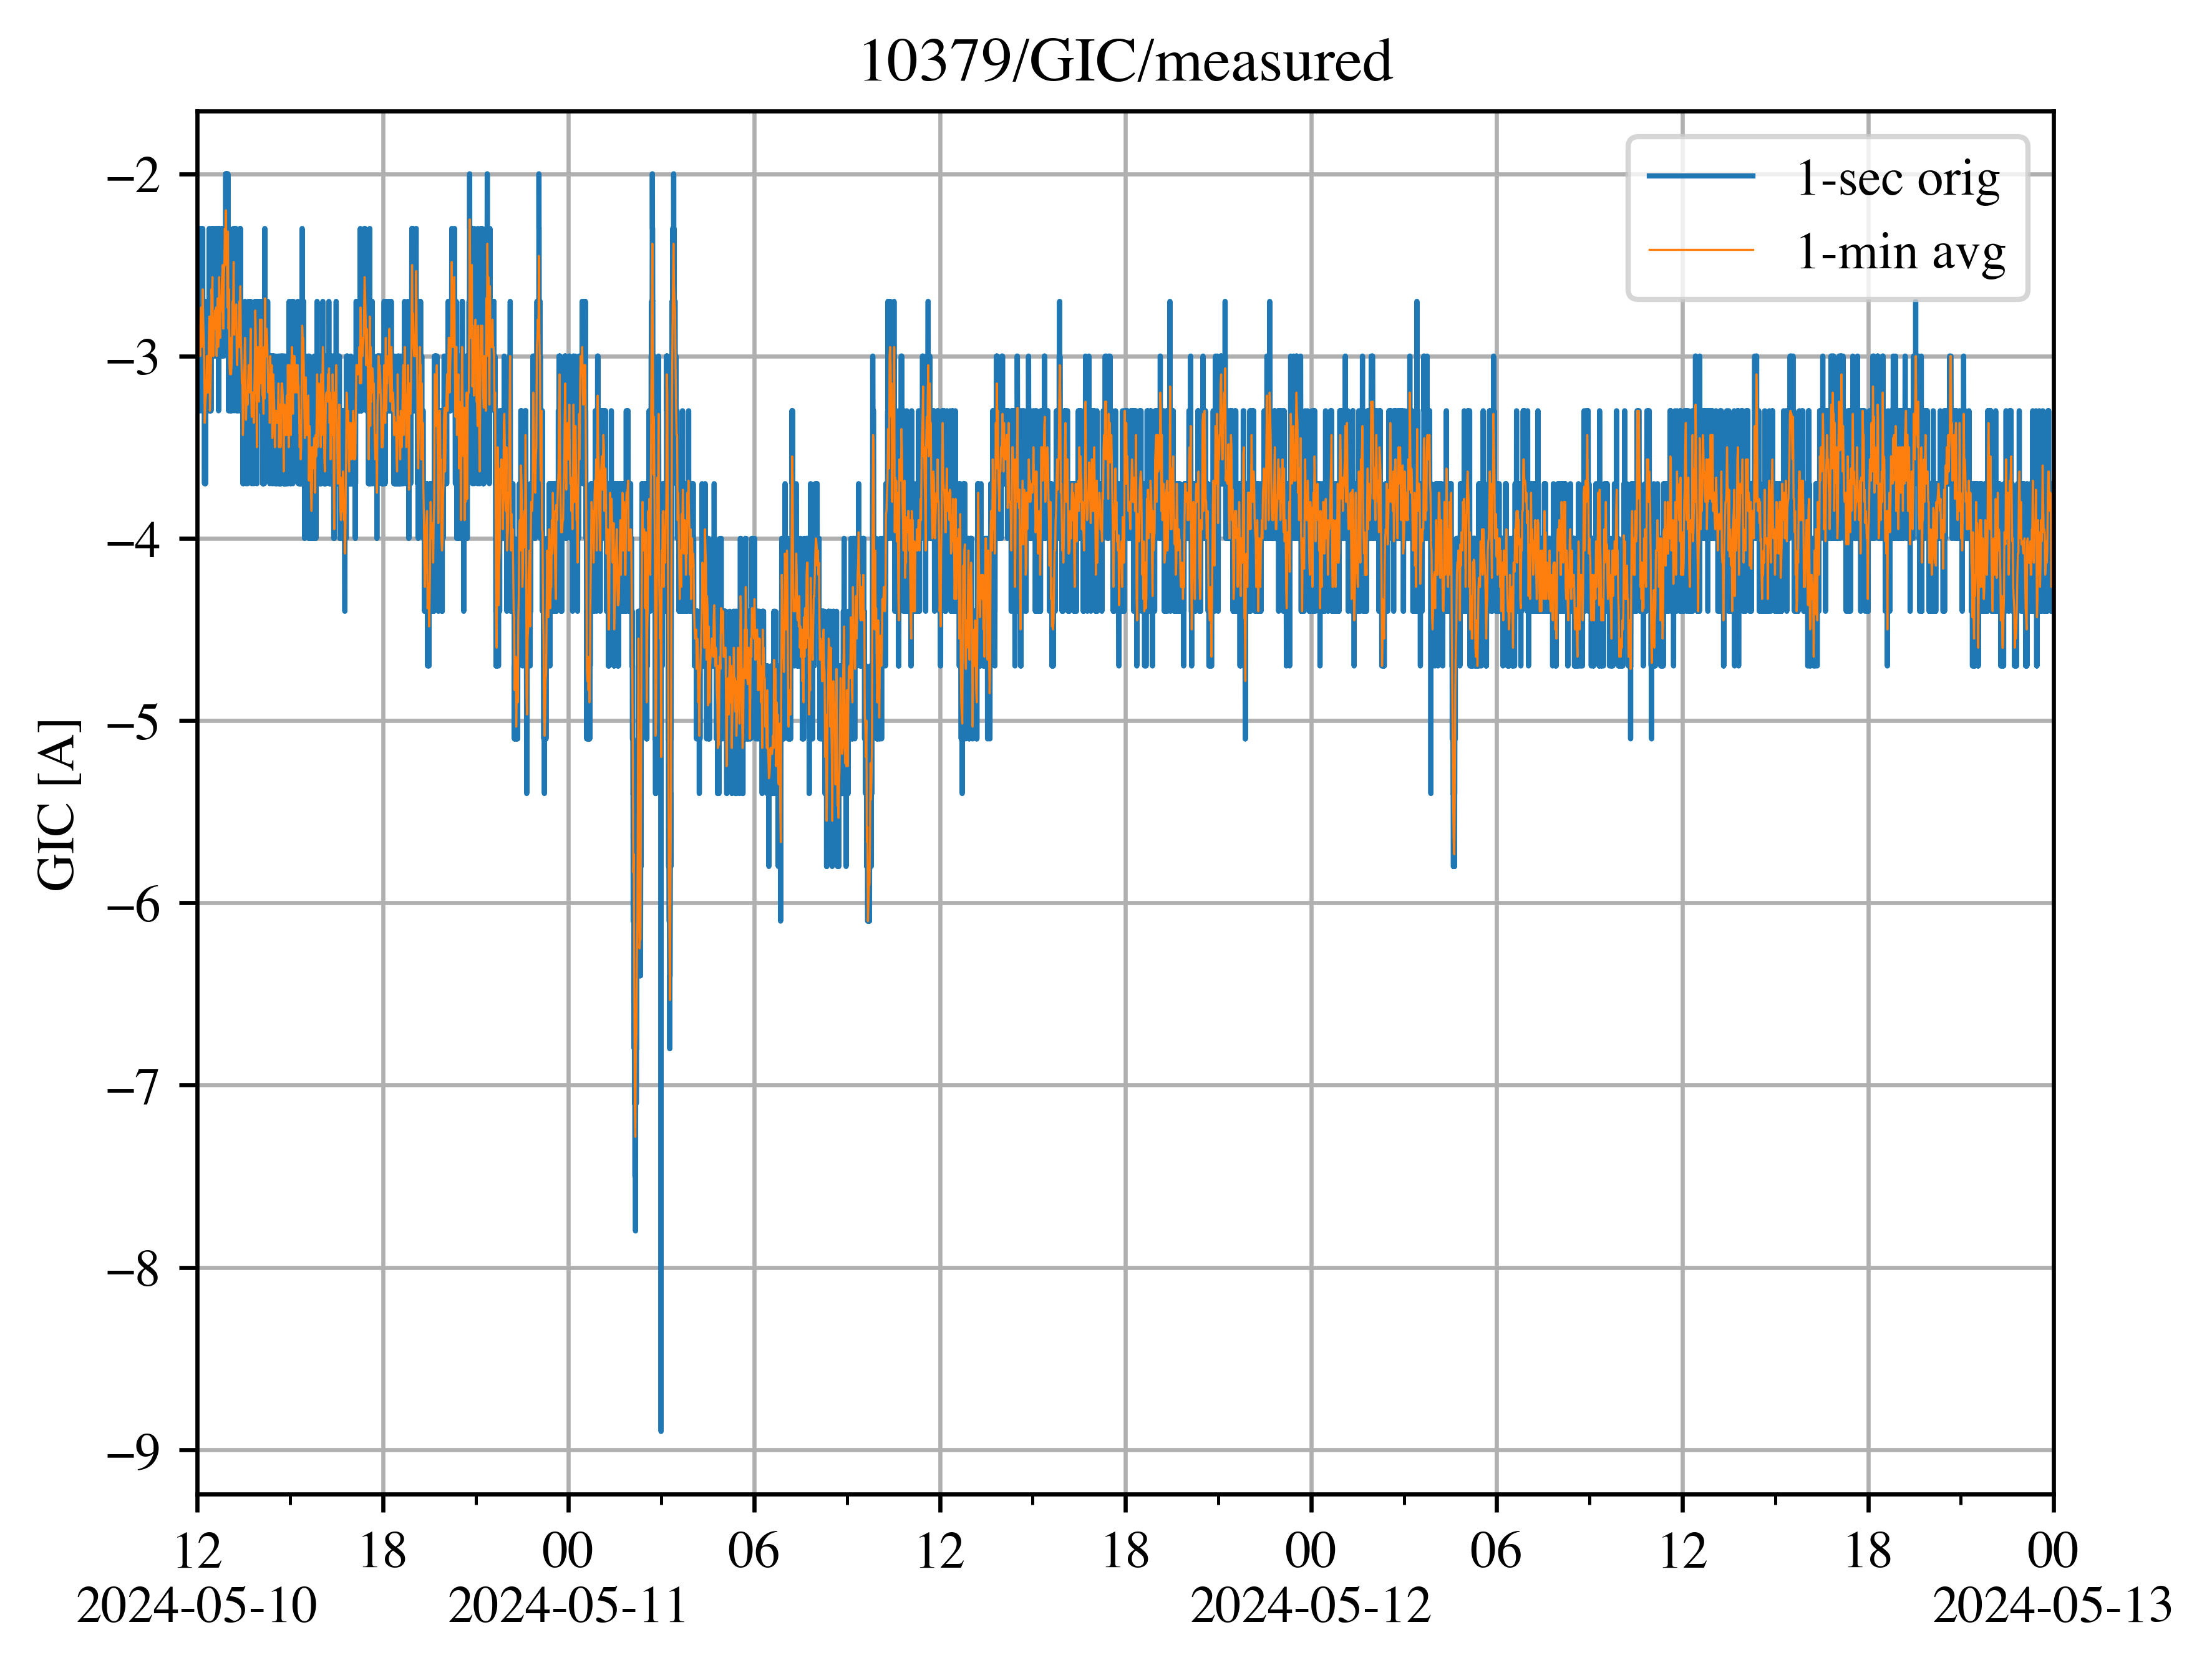 10379/GIC/measured
1-sec orig
1-min avg
GIC [A]
−2
−3
−4
−5
−6
−7
−8
−9
12 18 00 06 12 18 00 06 12 18 00
2024-05-10 2024-05-11 2024-05-12 2024-05-13